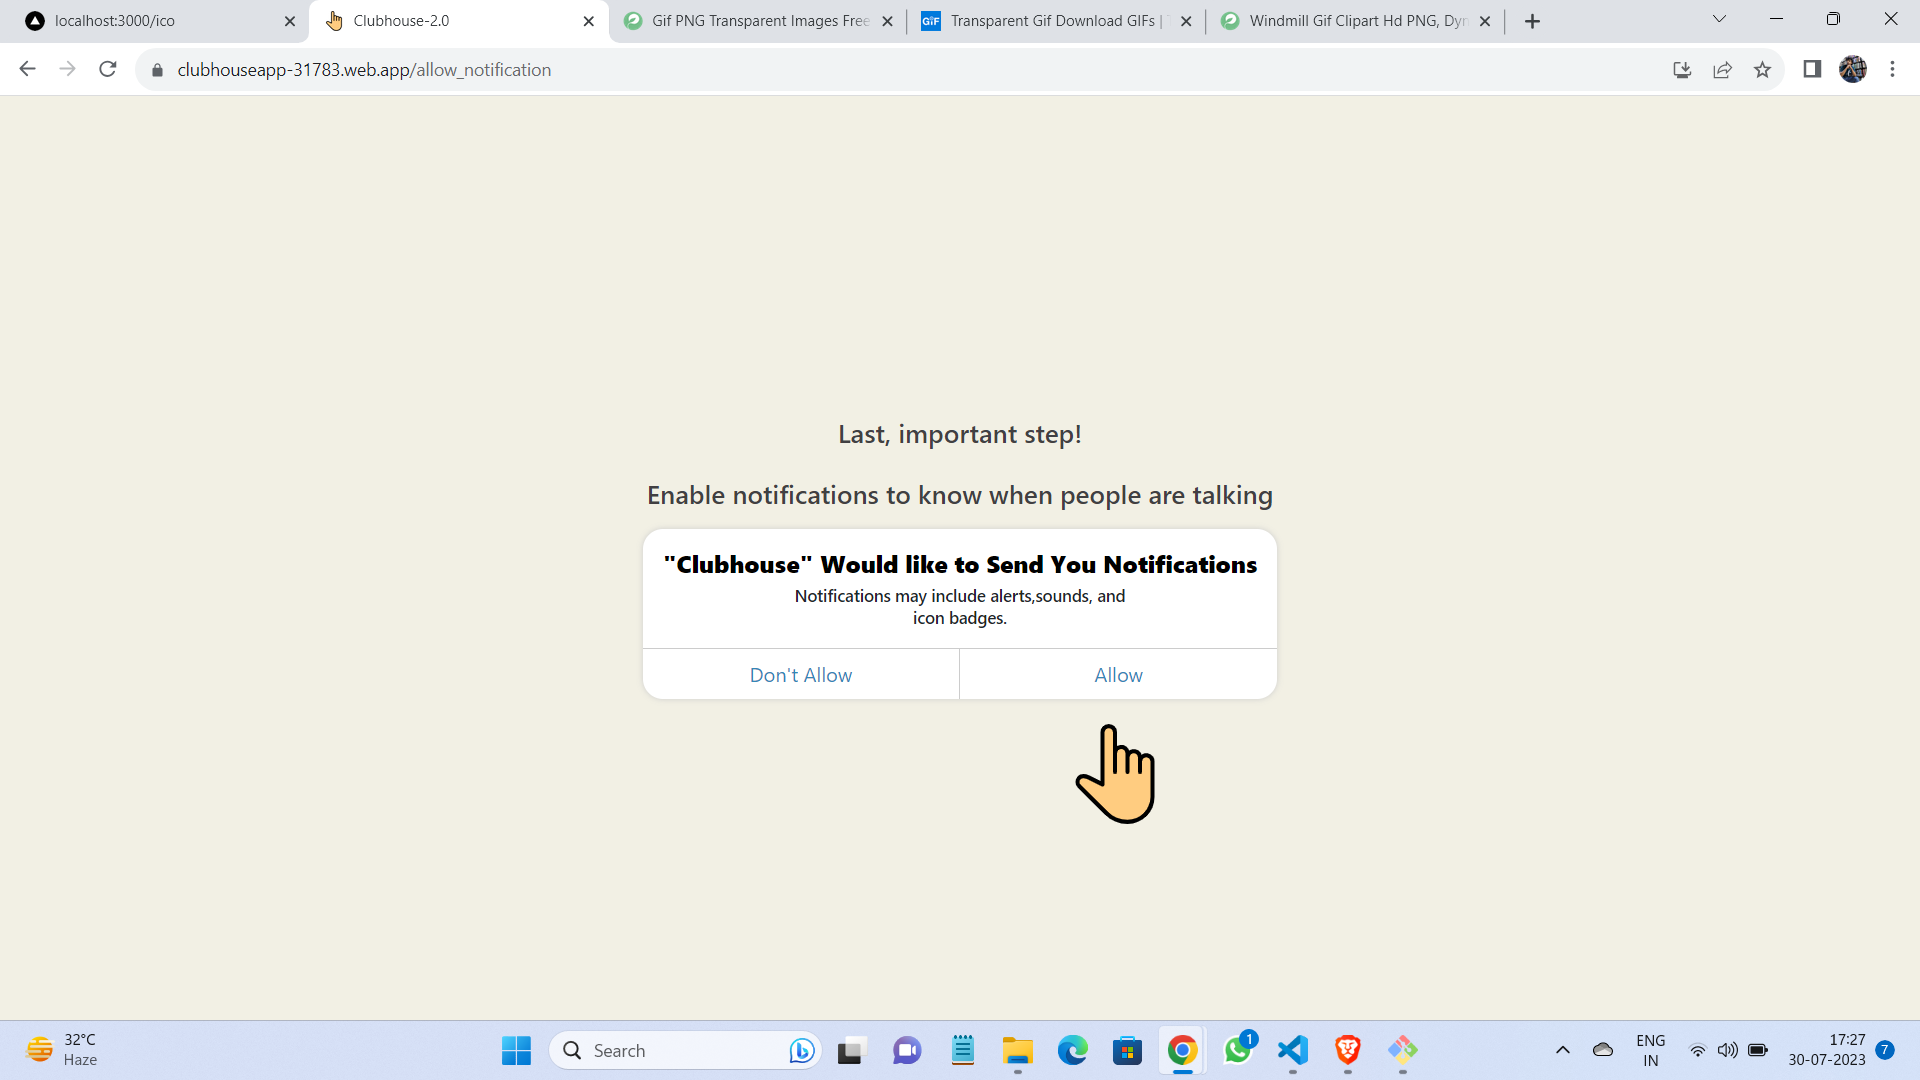 localhost:3000/ico
Clubhouse-2.0
Gif PNG Transparent Images Free
GIF
Transparent Gif Download GIFs |
Windmill Gif Clipart Hd PNG, Dyn
clubhouseapp-31783.web.app/allow_notification
Last, important step!
Enable notifications to know when people are talking
"Clubhouse" Would like to Send You Notifications
Notifications may include alerts,sounds, and
icon badges.
Don't Allow
Allow
32°C
Haze
Search
1
ENG
IN
17:27
30-07-2023
7